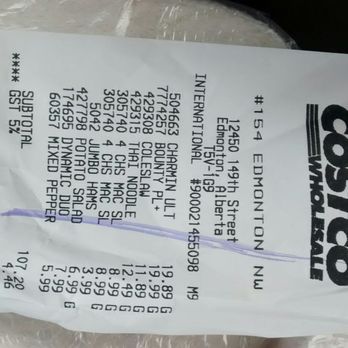 COSTCO
WHOLESALE
#154 EDMONTON NW
12450 149th Street
Edmonton, Alberta
T5V-1G9
INTERNATIONAL #900021455098 M9
504663 CHARMIN ULT 19.89 G
7774257 BOUNTY PL+ 19.99 G
429308 COLESLAW 11.89 G
429315 THAI NOODLE 12.49 G
305740 4 CHS MAC SL 8.99 G
305740 4 CHS MAC SL 8.99 G
5042 JUMBO HAMS 3.99
427798 POTATO SALAD 6.99 G
174695 DYNAMIC DUO 7.99
60357 MIXED PEPPER 5.99
SUBTOTAL 107.20
**** GST 5% 4.46